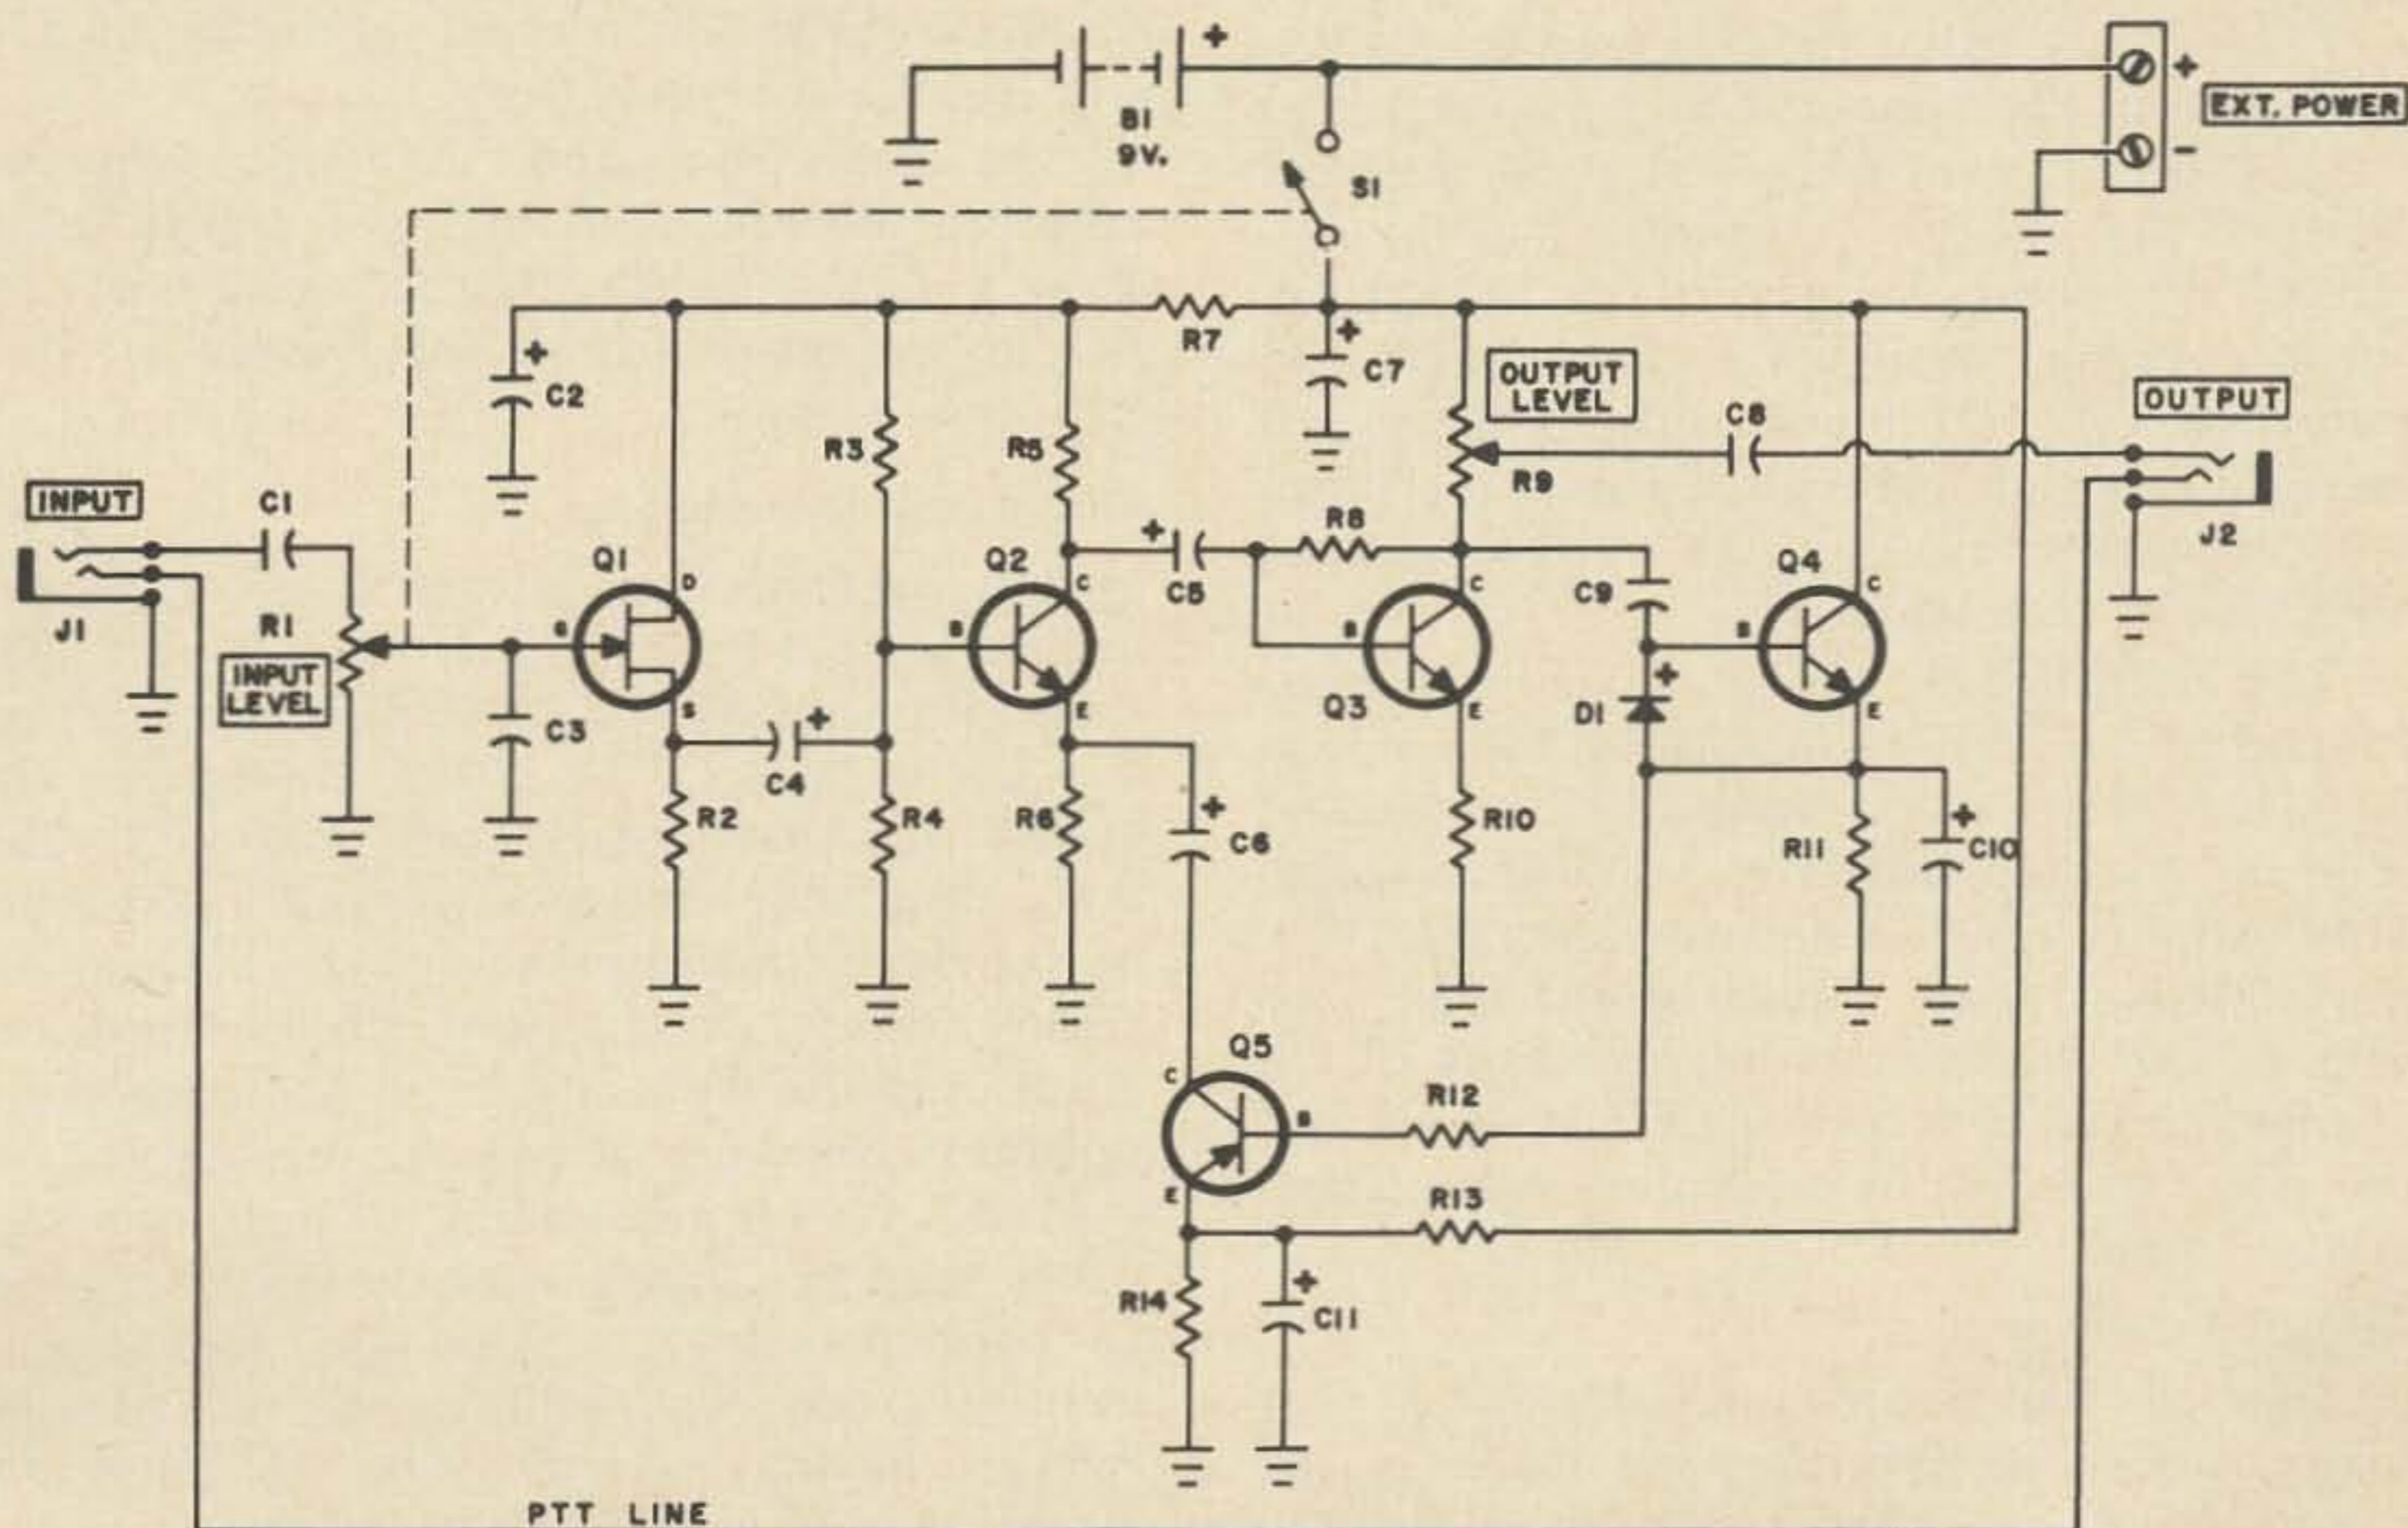 +
B1
9V.
+
EXT. POWER
-
S1
R7
+
C2
+
C7
OUTPUT
LEVEL
C8
OUTPUT
R3
R5
R9
INPUT
C1
J1
R1
INPUT
LEVEL
Q1
D
G
S
Q2
C
B
E
+
C5
R8
Q3
C
B
E
C9
+
D1
Q4
C
B
E
J2
C3
+
C4
R2
R4
R6
+
C6
R10
R11
+
C10
Q5
C
B
E
R12
R13
R14
+
C11
PTT LINE